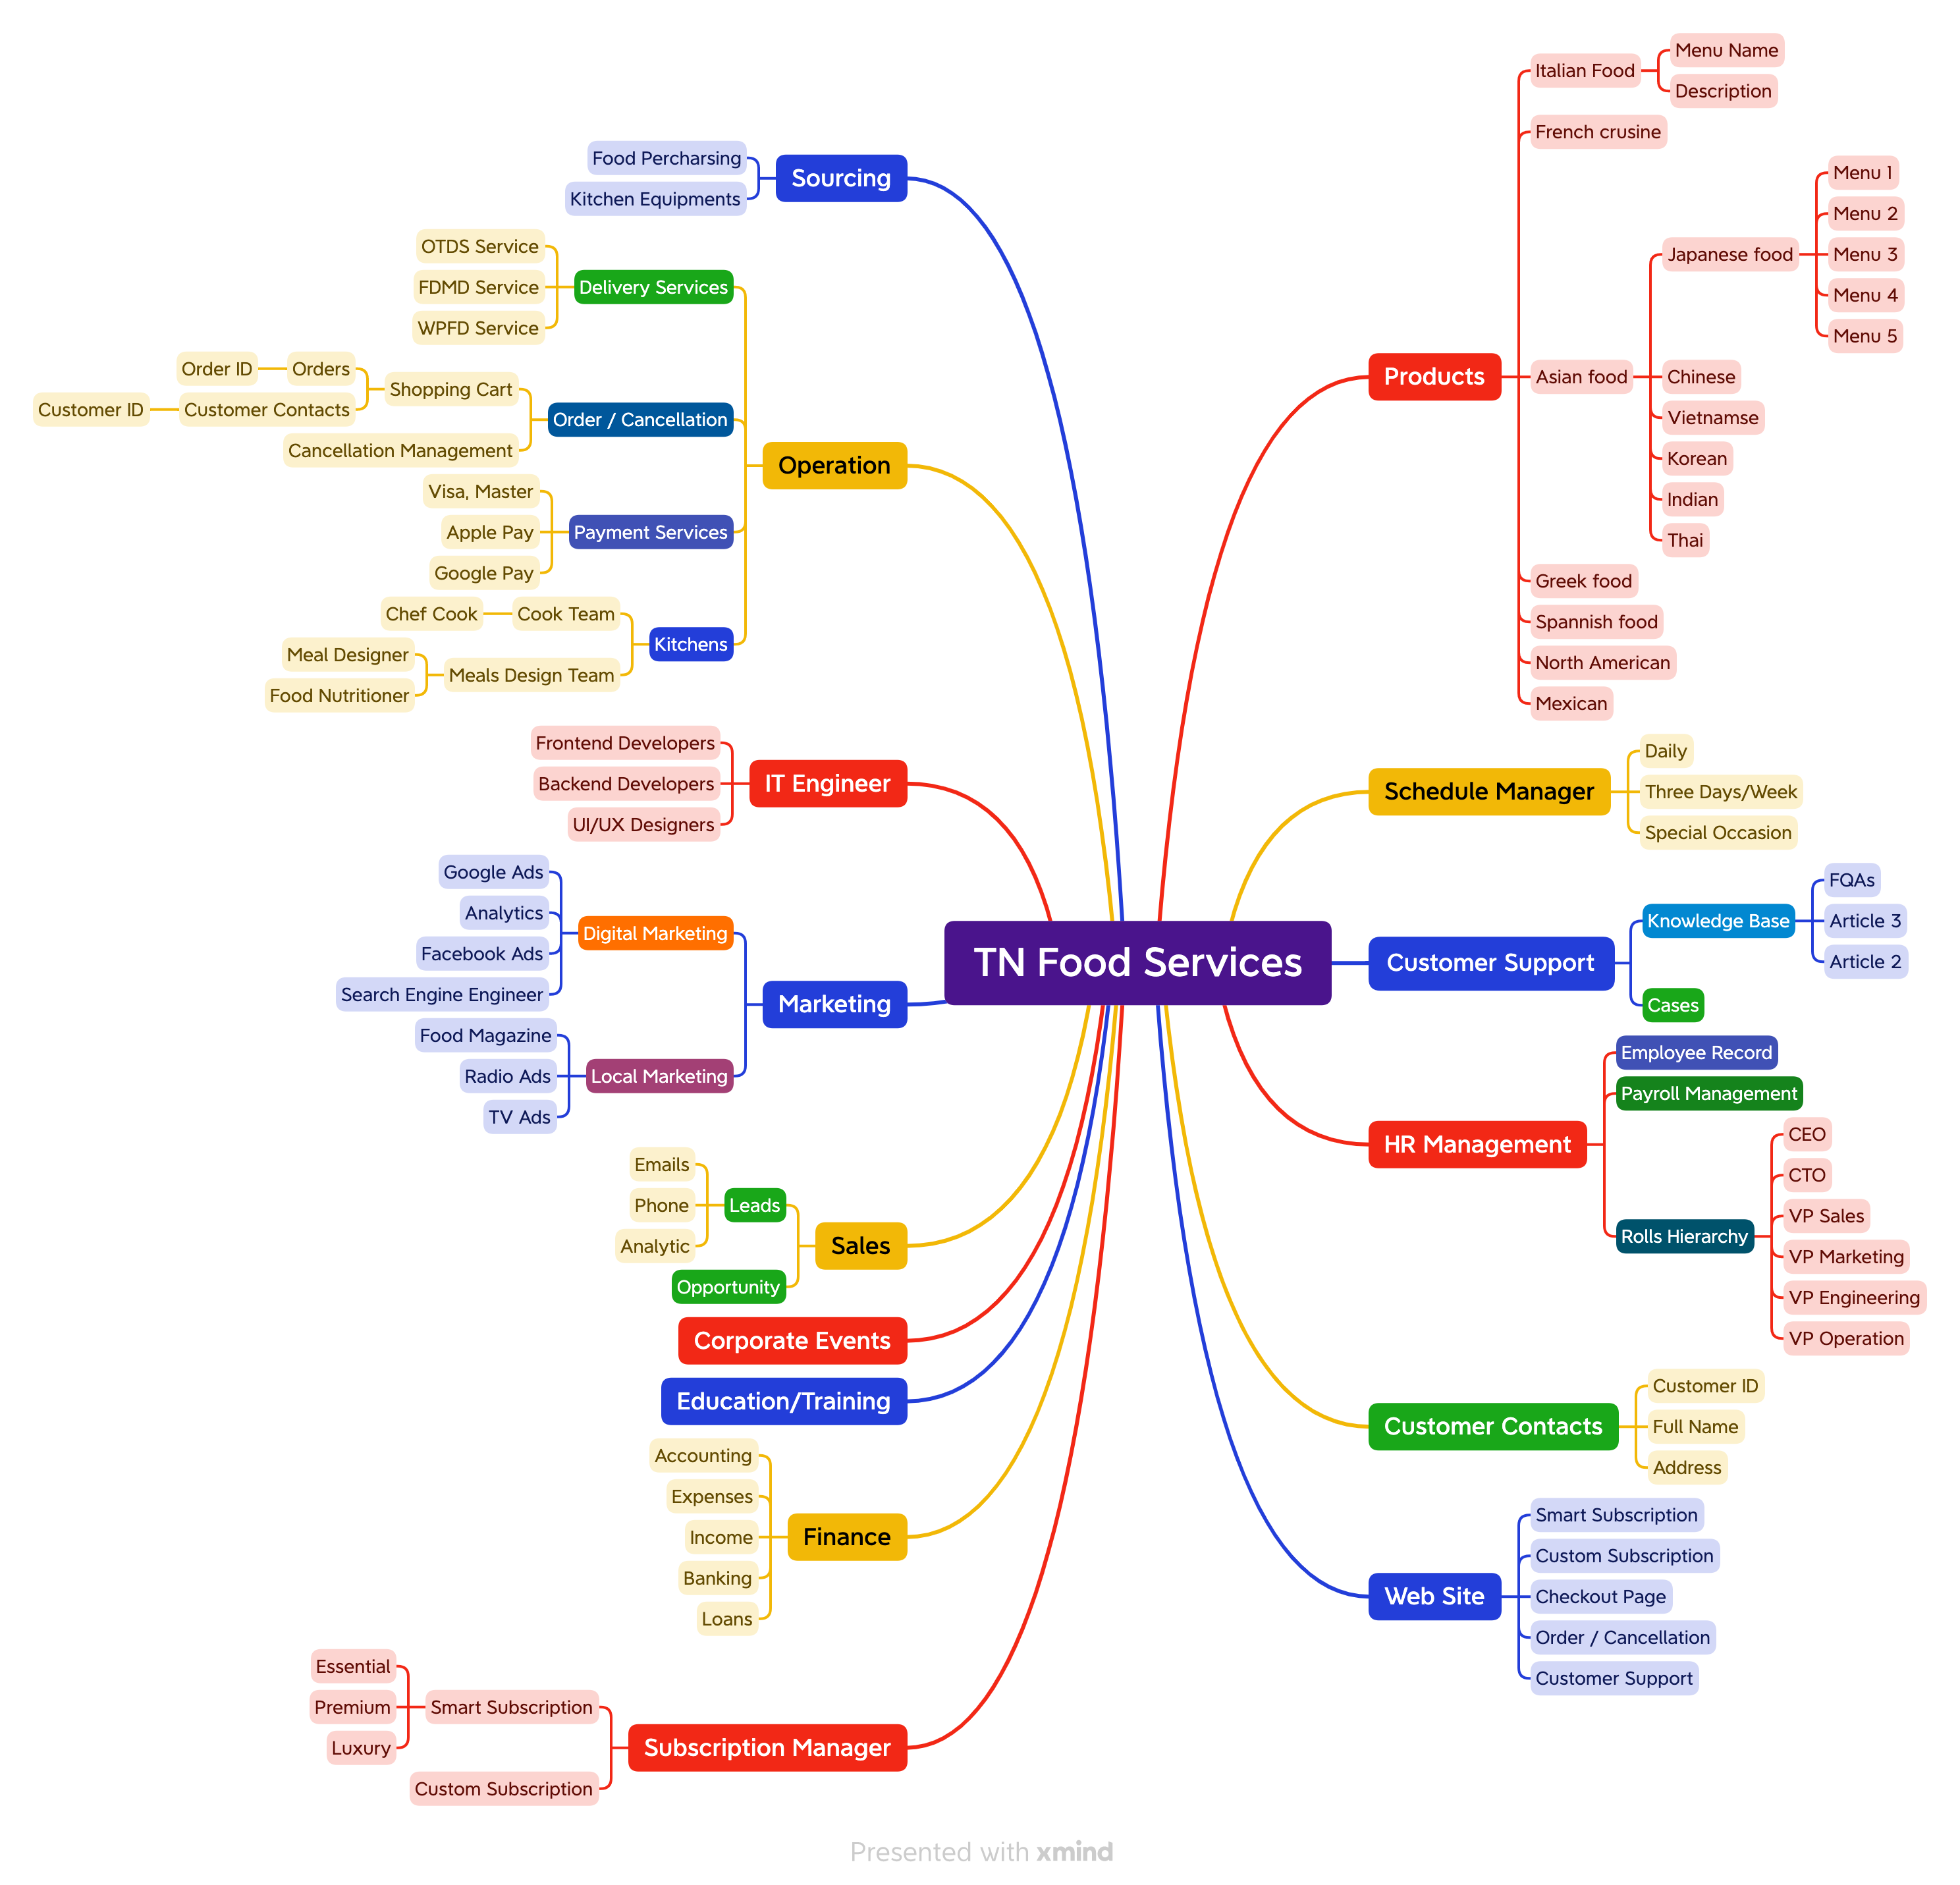 TN Food Services
Products
Italian Food
Menu Name
Description
French crusine
Asian food
Japanese food
Menu 1
Menu 2
Menu 3
Menu 4
Menu 5
Chinese
Vietnamse
Korean
Indian
Thai
Greek food
Spannish food
North American
Mexican
Schedule Manager
Daily
Three Days/Week
Special Occasion
Customer Support
Knowledge Base
FQAs
Article 3
Article 2
Cases
HR Management
Employee Record
Payroll Management
Rolls Hierarchy
CEO
CTO
VP Sales
VP Marketing
VP Engineering
VP Operation
Customer Contacts
Customer ID
Full Name
Address
Web Site
Smart Subscription
Custom Subscription
Checkout Page
Order / Cancellation
Customer Support
Sourcing
Food Percharsing
Kitchen Equipments
Operation
Delivery Services
OTDS Service
FDMD Service
WPFD Service
Order / Cancellation
Shopping Cart
Orders
Order ID
Customer Contacts
Customer ID
Cancellation Management
Payment Services
Visa, Master
Apple Pay
Google Pay
Kitchens
Cook Team
Chef Cook
Meals Design Team
Meal Designer
Food Nutritioner
IT Engineer
Frontend Developers
Backend Developers
UI/UX Designers
Marketing
Digital Marketing
Google Ads
Analytics
Facebook Ads
Search Engine Engineer
Local Marketing
Food Magazine
Radio Ads
TV Ads
Sales
Leads
Emails
Phone
Analytic
Opportunity
Corporate Events
Education/Training
Finance
Accounting
Expenses
Income
Banking
Loans
Subscription Manager
Smart Subscription
Essential
Premium
Luxury
Custom Subscription
Presented with xmind